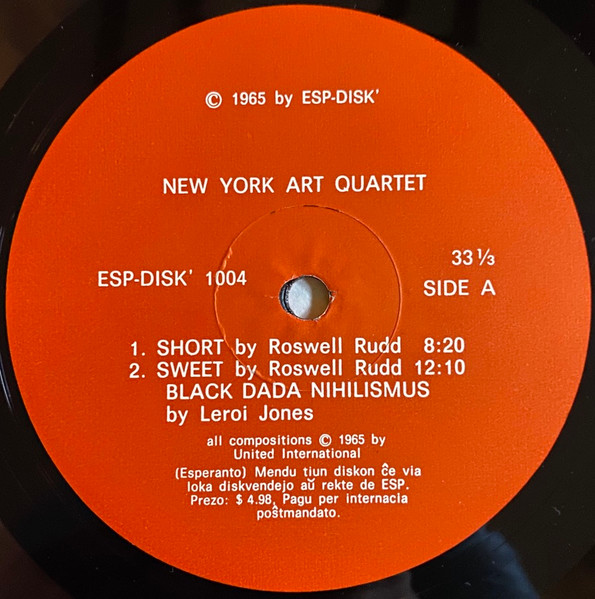 © 1965 by ESP-DISK'
NEW YORK ART QUARTET
ESP-DISK' 1004
33 ⅓
SIDE A
1. SHORT by Roswell Rudd 8:20
2. SWEET by Roswell Rudd 12:10
BLACK DADA NIHILISMUS
by Leroi Jones
all compositions © 1965 by
United International
(Esperanto) Mendu tiun diskon ĉe via
loka diskvendejo aŭ rekte de ESP.
Prezo: $ 4.98, Pagu per internacia
poŝtmandato.